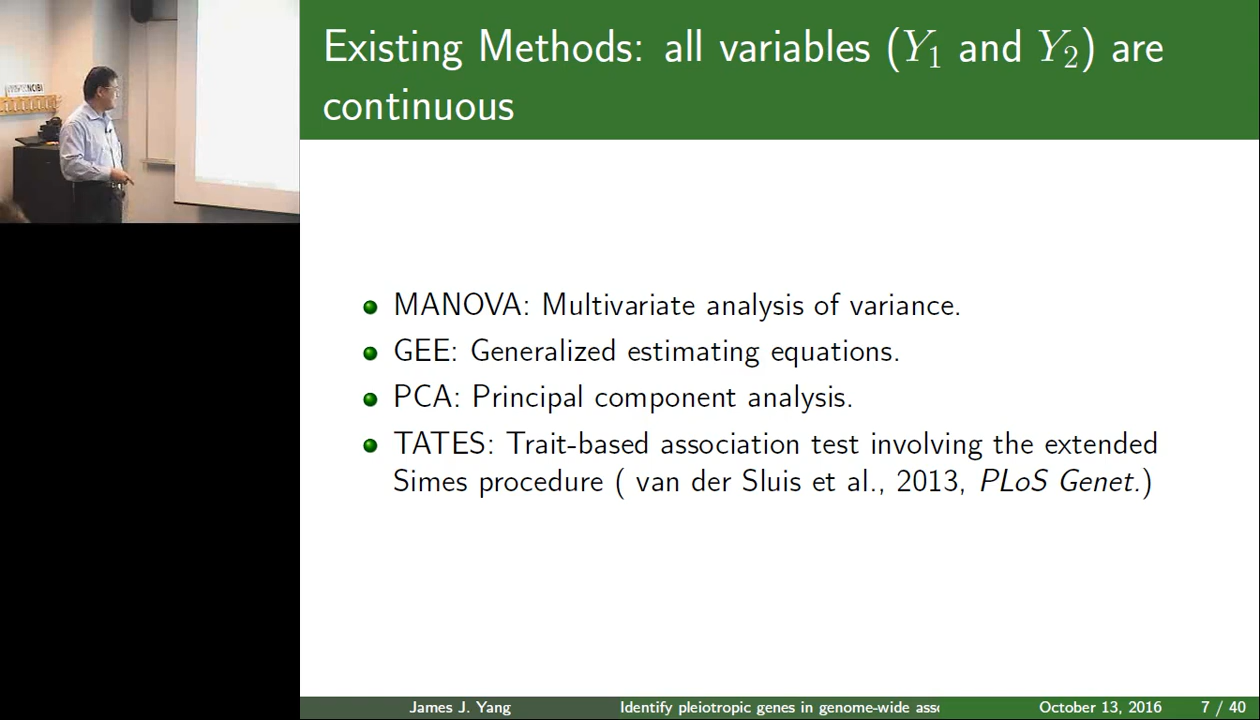 Existing Methods: all variables (Y₁ and Y₂) are
continuous
MANOVA: Multivariate analysis of variance.
GEE: Generalized estimating equations.
PCA: Principal component analysis.
TATES: Trait-based association test involving the extended
Simes procedure ( van der Sluis et al., 2013, PLoS Genet.)
James J. Yang
Identify pleiotropic genes in genome-wide
October 13, 2016
7 / 40